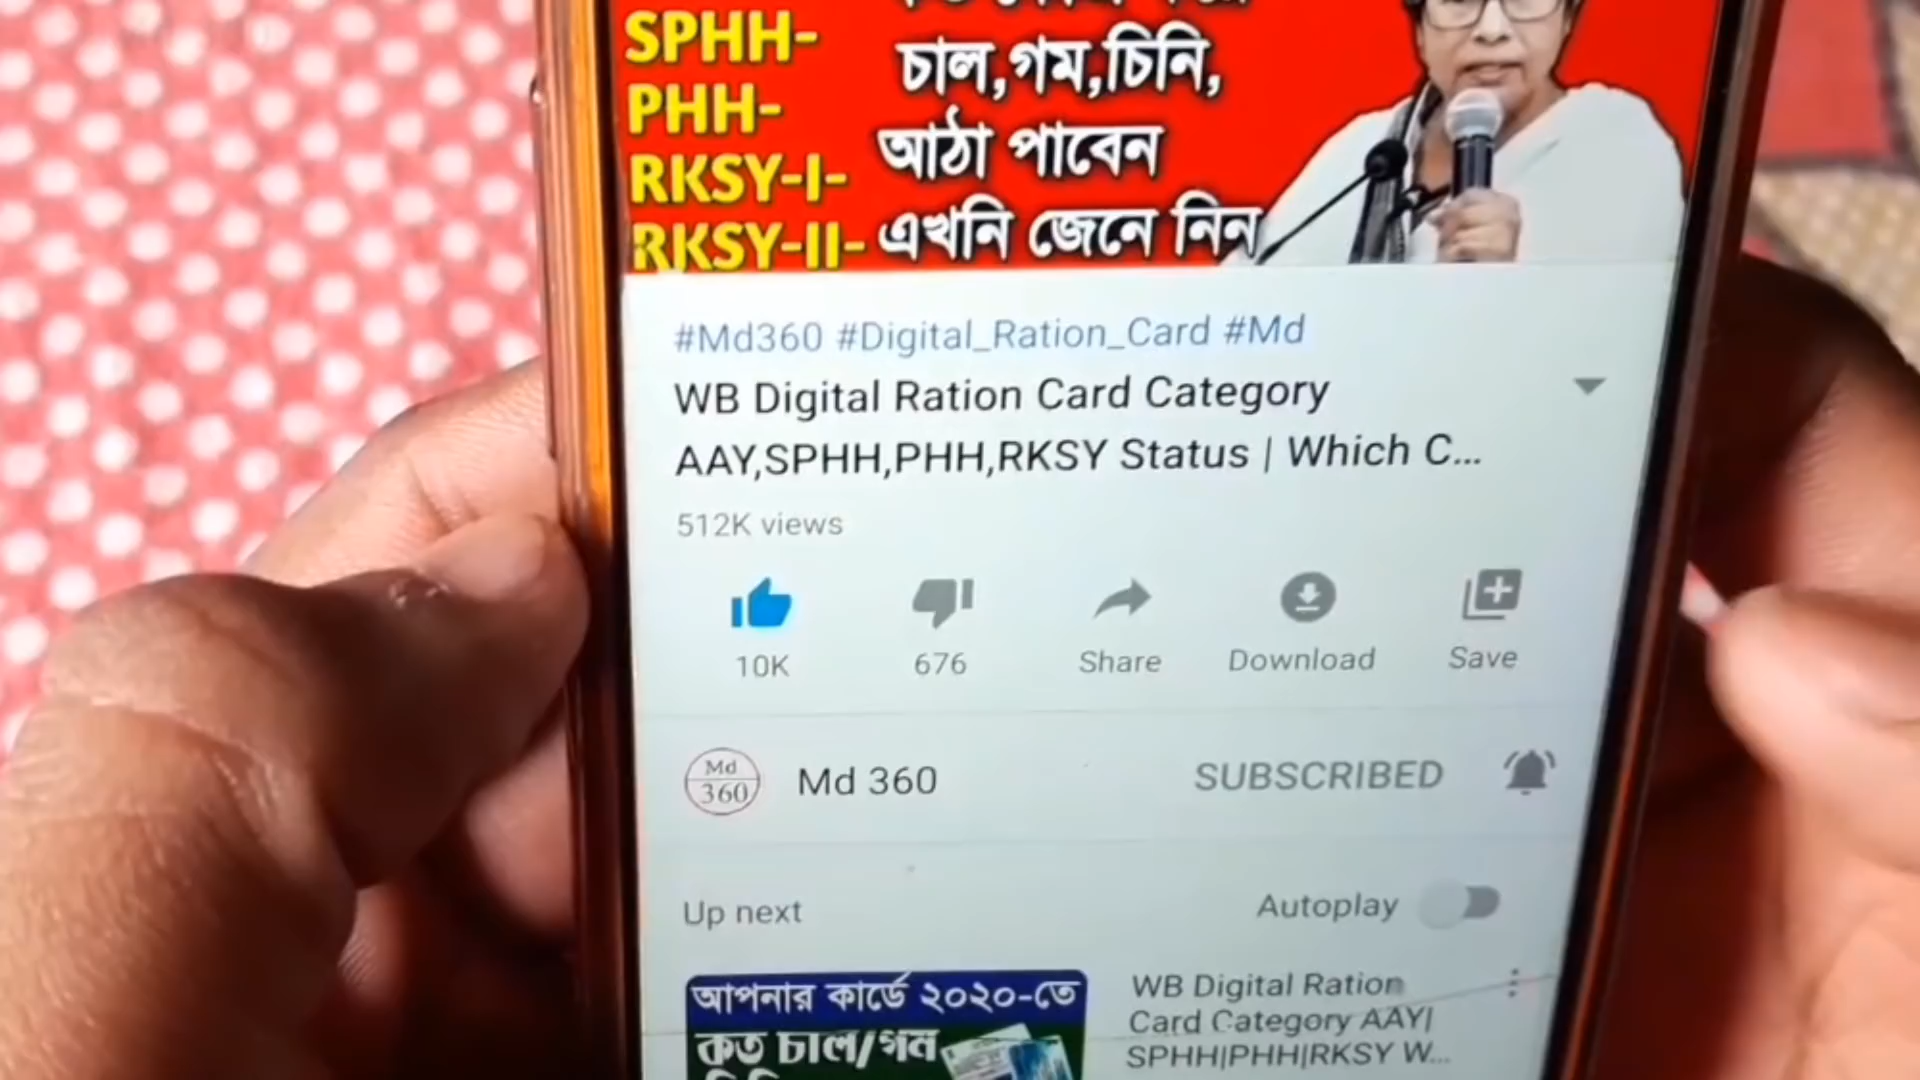 SPHH-
চাল,গম,চিনি,
PHH-
আঠা পাবেন
RKSY-I-
RKSY-II-
এখনি জেনে নিন
#Md360 #Digital_Ration_Card #Md
WB Digital Ration Card Category
AAY,SPHH,PHH,RKSY Status | Which C...
512K views
10K
676
Share
Download
Save
Md
360
Md 360
SUBSCRIBED
Up next
Autoplay
আপনার কার্ডে ২০২০-তে
কত চাল/গম
WB Digital Ration
Card Category AAY|
SPHH|PHH|RKSY W...